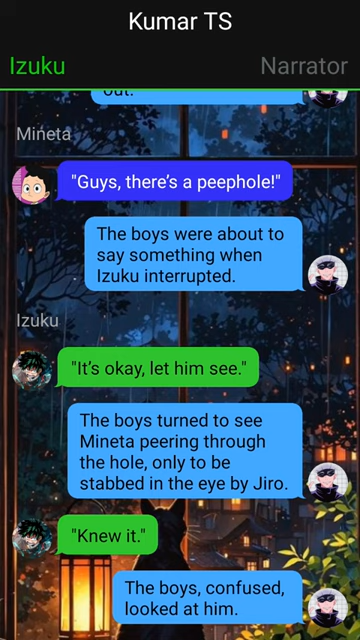 Kumar TS
Izuku
Narrator
out.
Mineta
"Guys, there's a peephole!"
The boys were about to
say something when
Izuku interrupted.
Izuku
"It's okay, let him see."
The boys turned to see
Mineta peering through
the hole, only to be
stabbed in the eye by Jiro.
"Knew it."
The boys, confused,
looked at him.